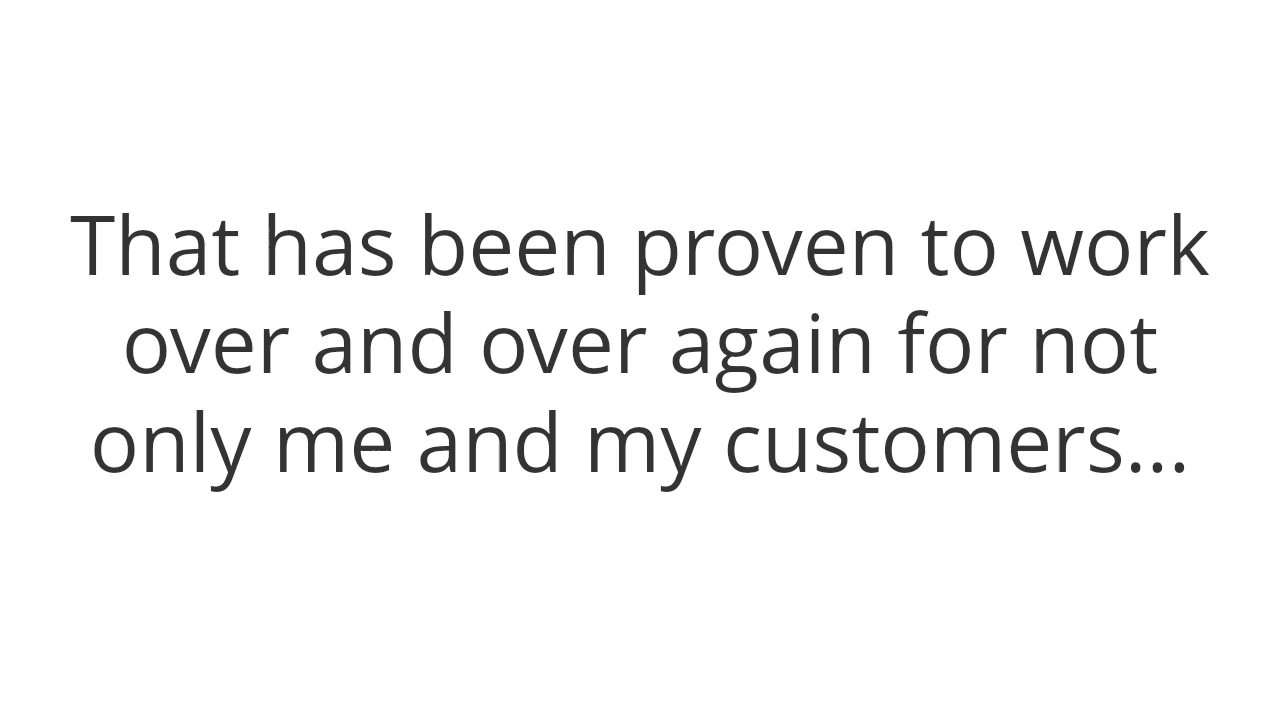 That has been proven to work
over and over again for not
only me and my customers...